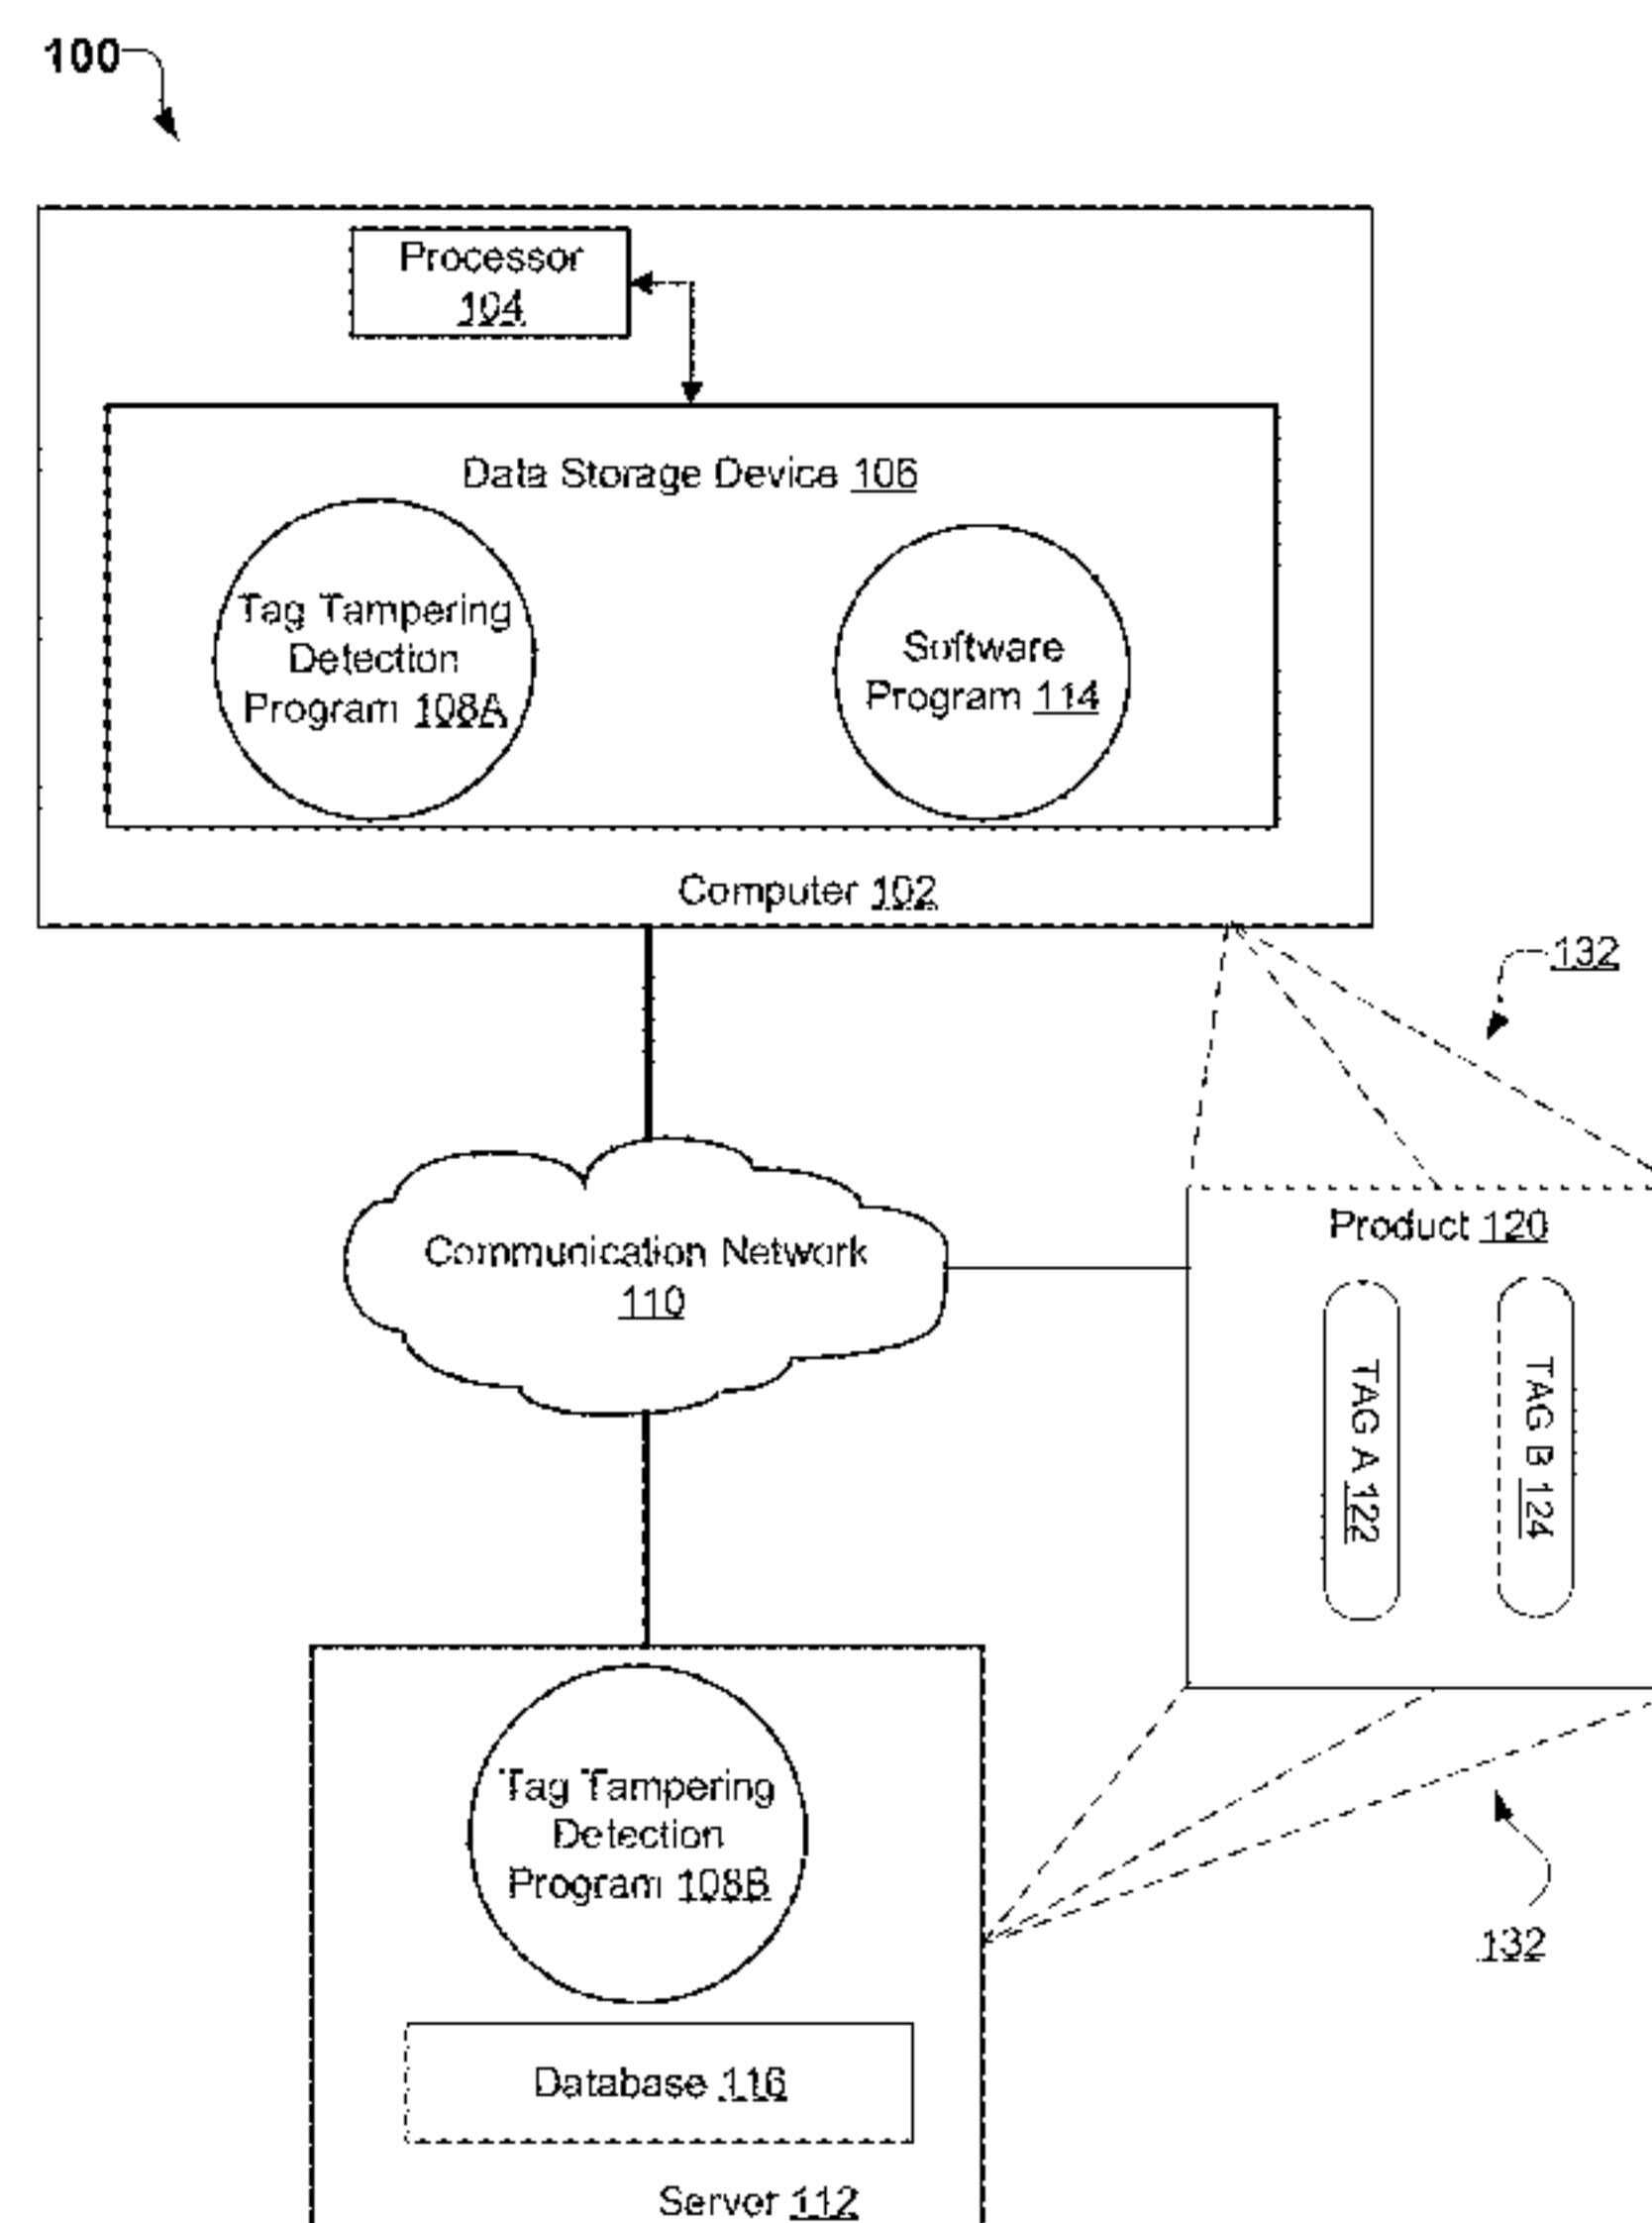 100
Processor
104
Data Storage Device 106
Tag Tampering
Detection
Program 108A
Software
Program 114
Computer 102
132
Communication Network
110
Product 120
TAG A 122
TAG B 124
Tag Tampering
Detection
Program 108B
132
Database 116
Server 112